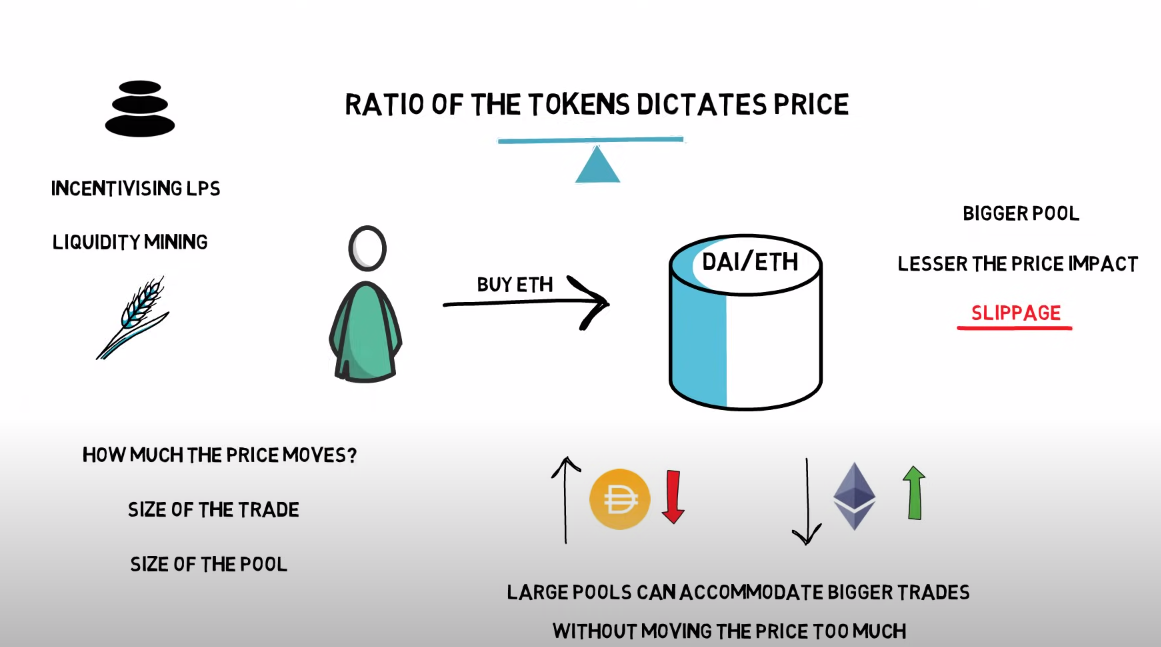 RATIO OF THE TOKENS DICTATES PRICE
INCENTIVISING LPS
LIQUIDITY MINING
BUY ETH
DAI/ETH
BIGGER POOL
LESSER THE PRICE IMPACT
SLIPPAGE
HOW MUCH THE PRICE MOVES?
SIZE OF THE TRADE
SIZE OF THE POOL
LARGE POOLS CAN ACCOMMODATE BIGGER TRADES
WITHOUT MOVING THE PRICE TOO MUCH